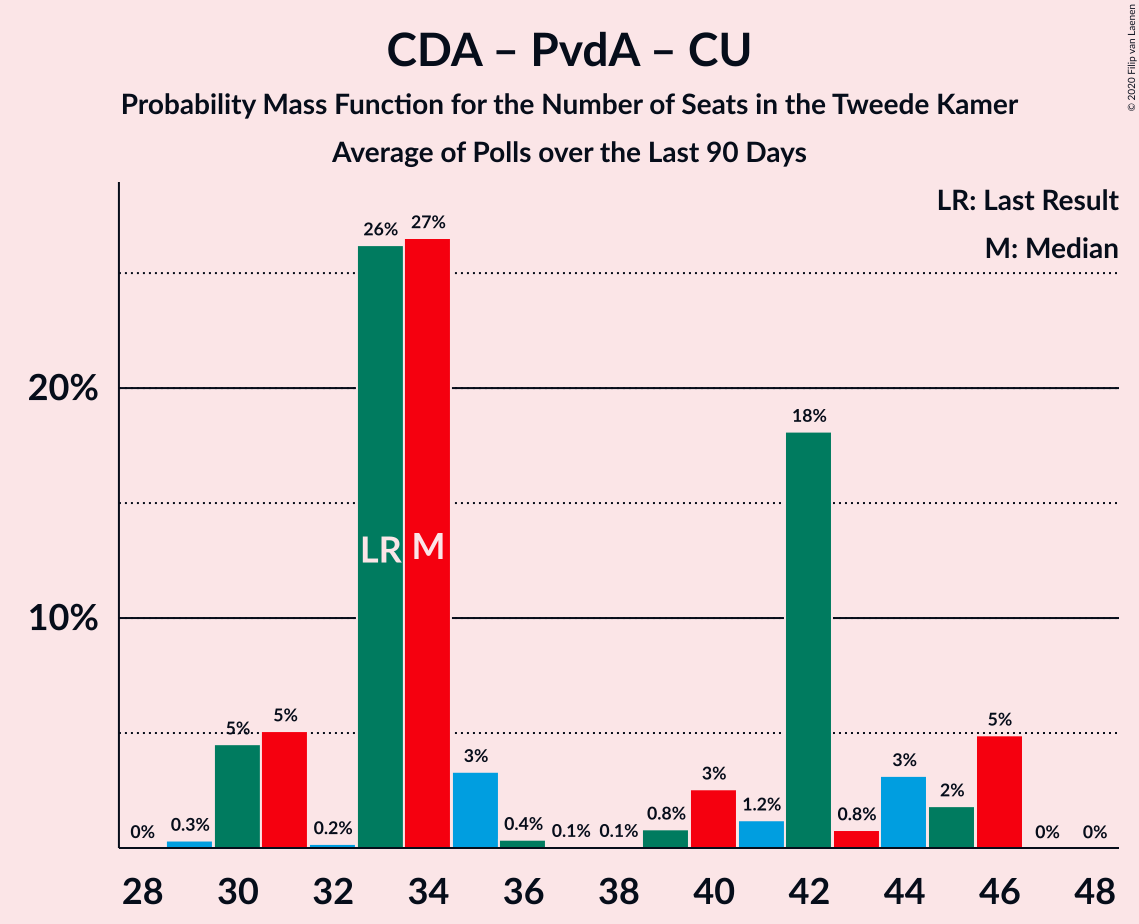 CDA – PvdA – CU
Probability Mass Function for the Number of Seats in the Tweede Kamer
Average of Polls over the Last 90 Days
© 2020 Filip van Laenen
LR: Last Result
M: Median
20%
10%
0% 0.3% 5% 5% 0.2% 26% 27% 3% 0.4% 0.1% 0.1% 0.8% 3% 1.2% 18% 0.8% 3% 2% 5% 0% 0%
LR M
28 30 32 34 36 38 40 42 44 46 48